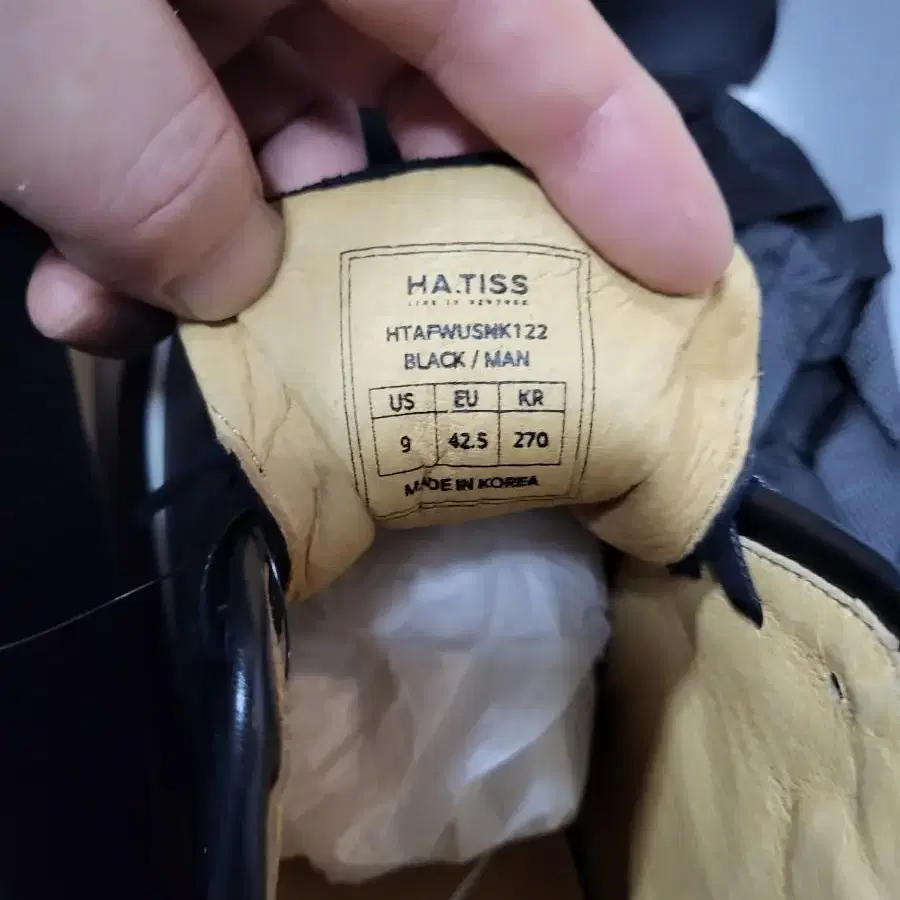 HA.TISS
HTAFWUSNK122
BLACK / MAN
US EU KR
9 42.5 270
MADE IN KOREA